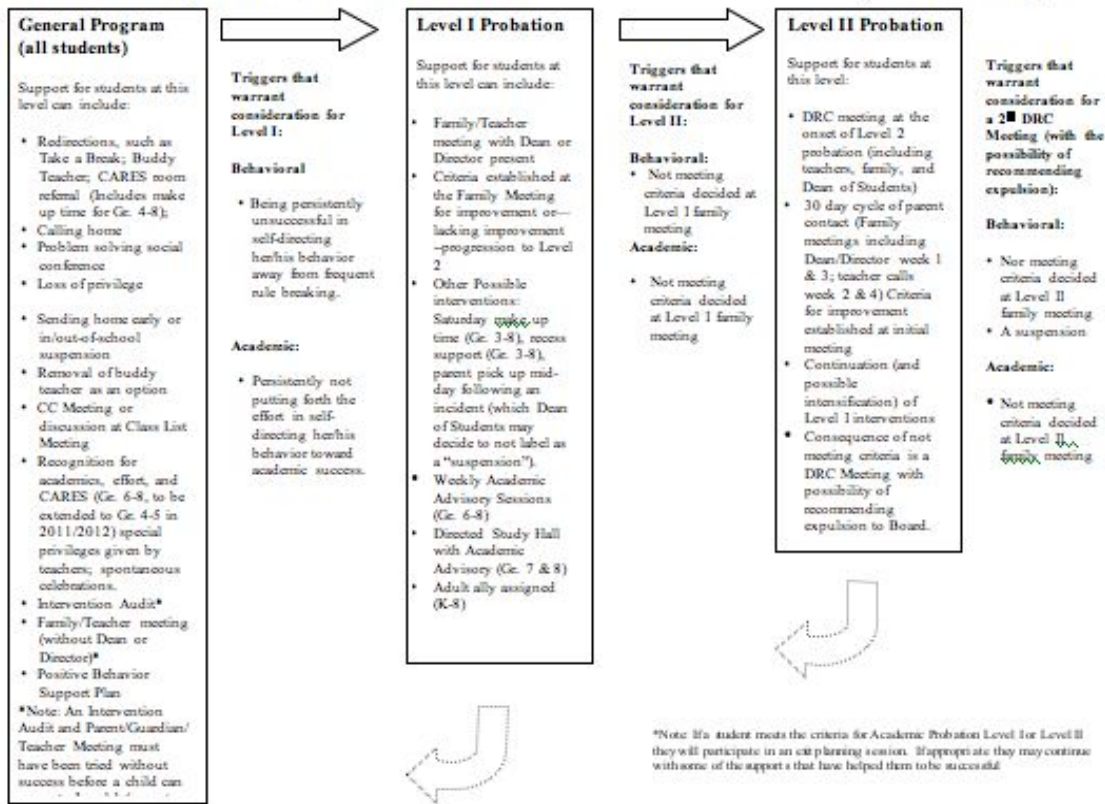 General Program
(all students)
Support for students at this
level can include:
• Redirections, such as
Take a Break; Buddy
Teacher; CARES room
referral (Includes make
up time for Gr. 4-8);
• Calling home
• Problem solving social
conference
• Loss of privilege
• Sending home early or
in/out-of-school
suspension
• Removal of buddy
teacher as an option
• CC Meeting or
discussion at Class List
Meeting
• Recognition for
academics, effort, and
CARES (Gr. 6-8, to be
extended to Gr. 4-5 in
2011/2012) special
privileges given by
teachers; spontaneous
celebrations.
• Intervention Audit*
• Family/Teacher meeting
(without Dean or
Director)*
• Positive Behavior
Support Plan
*Note: An Intervention
Audit and Parent/Guardian/
Teacher Meeting must
have been tried without
success before a child can
Triggers that
warrant
consideration for
Level I:
Behavioral
• Being persistently
unsuccessful in
self-directing
her/his behavior
away from frequent
rule breaking.
Academic:
• Persistently not
putting forth the
effort in self-
directing her/his
behavior toward
academic success.
Level I Probation
Support for students at
this level can include:
• Family/Teacher
meeting with Dean or
Director present
• Criteria established at
the Family Meeting
for improvement or—
lacking improvement
–progression to Level
2
• Other Possible
interventions:
Saturday make up
time (Gr. 3-8), recess
support (Gr. 3-8),
parent pick up mid-
day following an
incident (which Dean
of Students may
decide to not label as
a “suspension”).
• Weekly Academic
Advisory Sessions
(Gr. 6-8)
• Directed Study Hall
with Academic
Advisory (Gr. 7 & 8)
• Adult ally assigned
(K-8)
Triggers that
warrant
consideration for
Level II:
Behavioral:
• Not meeting
criteria decided at
Level I family
meeting
Academic:
• Not meeting
criteria decided
at Level I family
meeting
Level II Probation
Support for students at
this level:
• DRC meeting at the
onset of Level 2
probation (including
teachers, family, and
Dean of Students)
• 30 day cycle of parent
contact (Family
meetings including
Dean/Director week 1
& 3; teacher calls
week 2 & 4) Criteria
for improvement
established at initial
meeting
• Continuation (and
possible
intensification) of
Level I interventions
• Consequence of not
meeting criteria is a
DRC Meeting with
possibility of
recommending
expulsion to Board.
Triggers that
warrant
consideration for
a DRC
Meeting (with the
possibility of
recommending
expulsion):
Behavioral:
• Nor meeting
criteria decided
at Level II
family meeting
• A suspension
Academic:
• Not meeting
criteria decided
at Level II
family meeting
*Note If a student meets the criteria for Academic Probation Level I or Level II
they will participate in an exit planning session. If appropriate they may continue
with some of the supports that have helped them to be successful